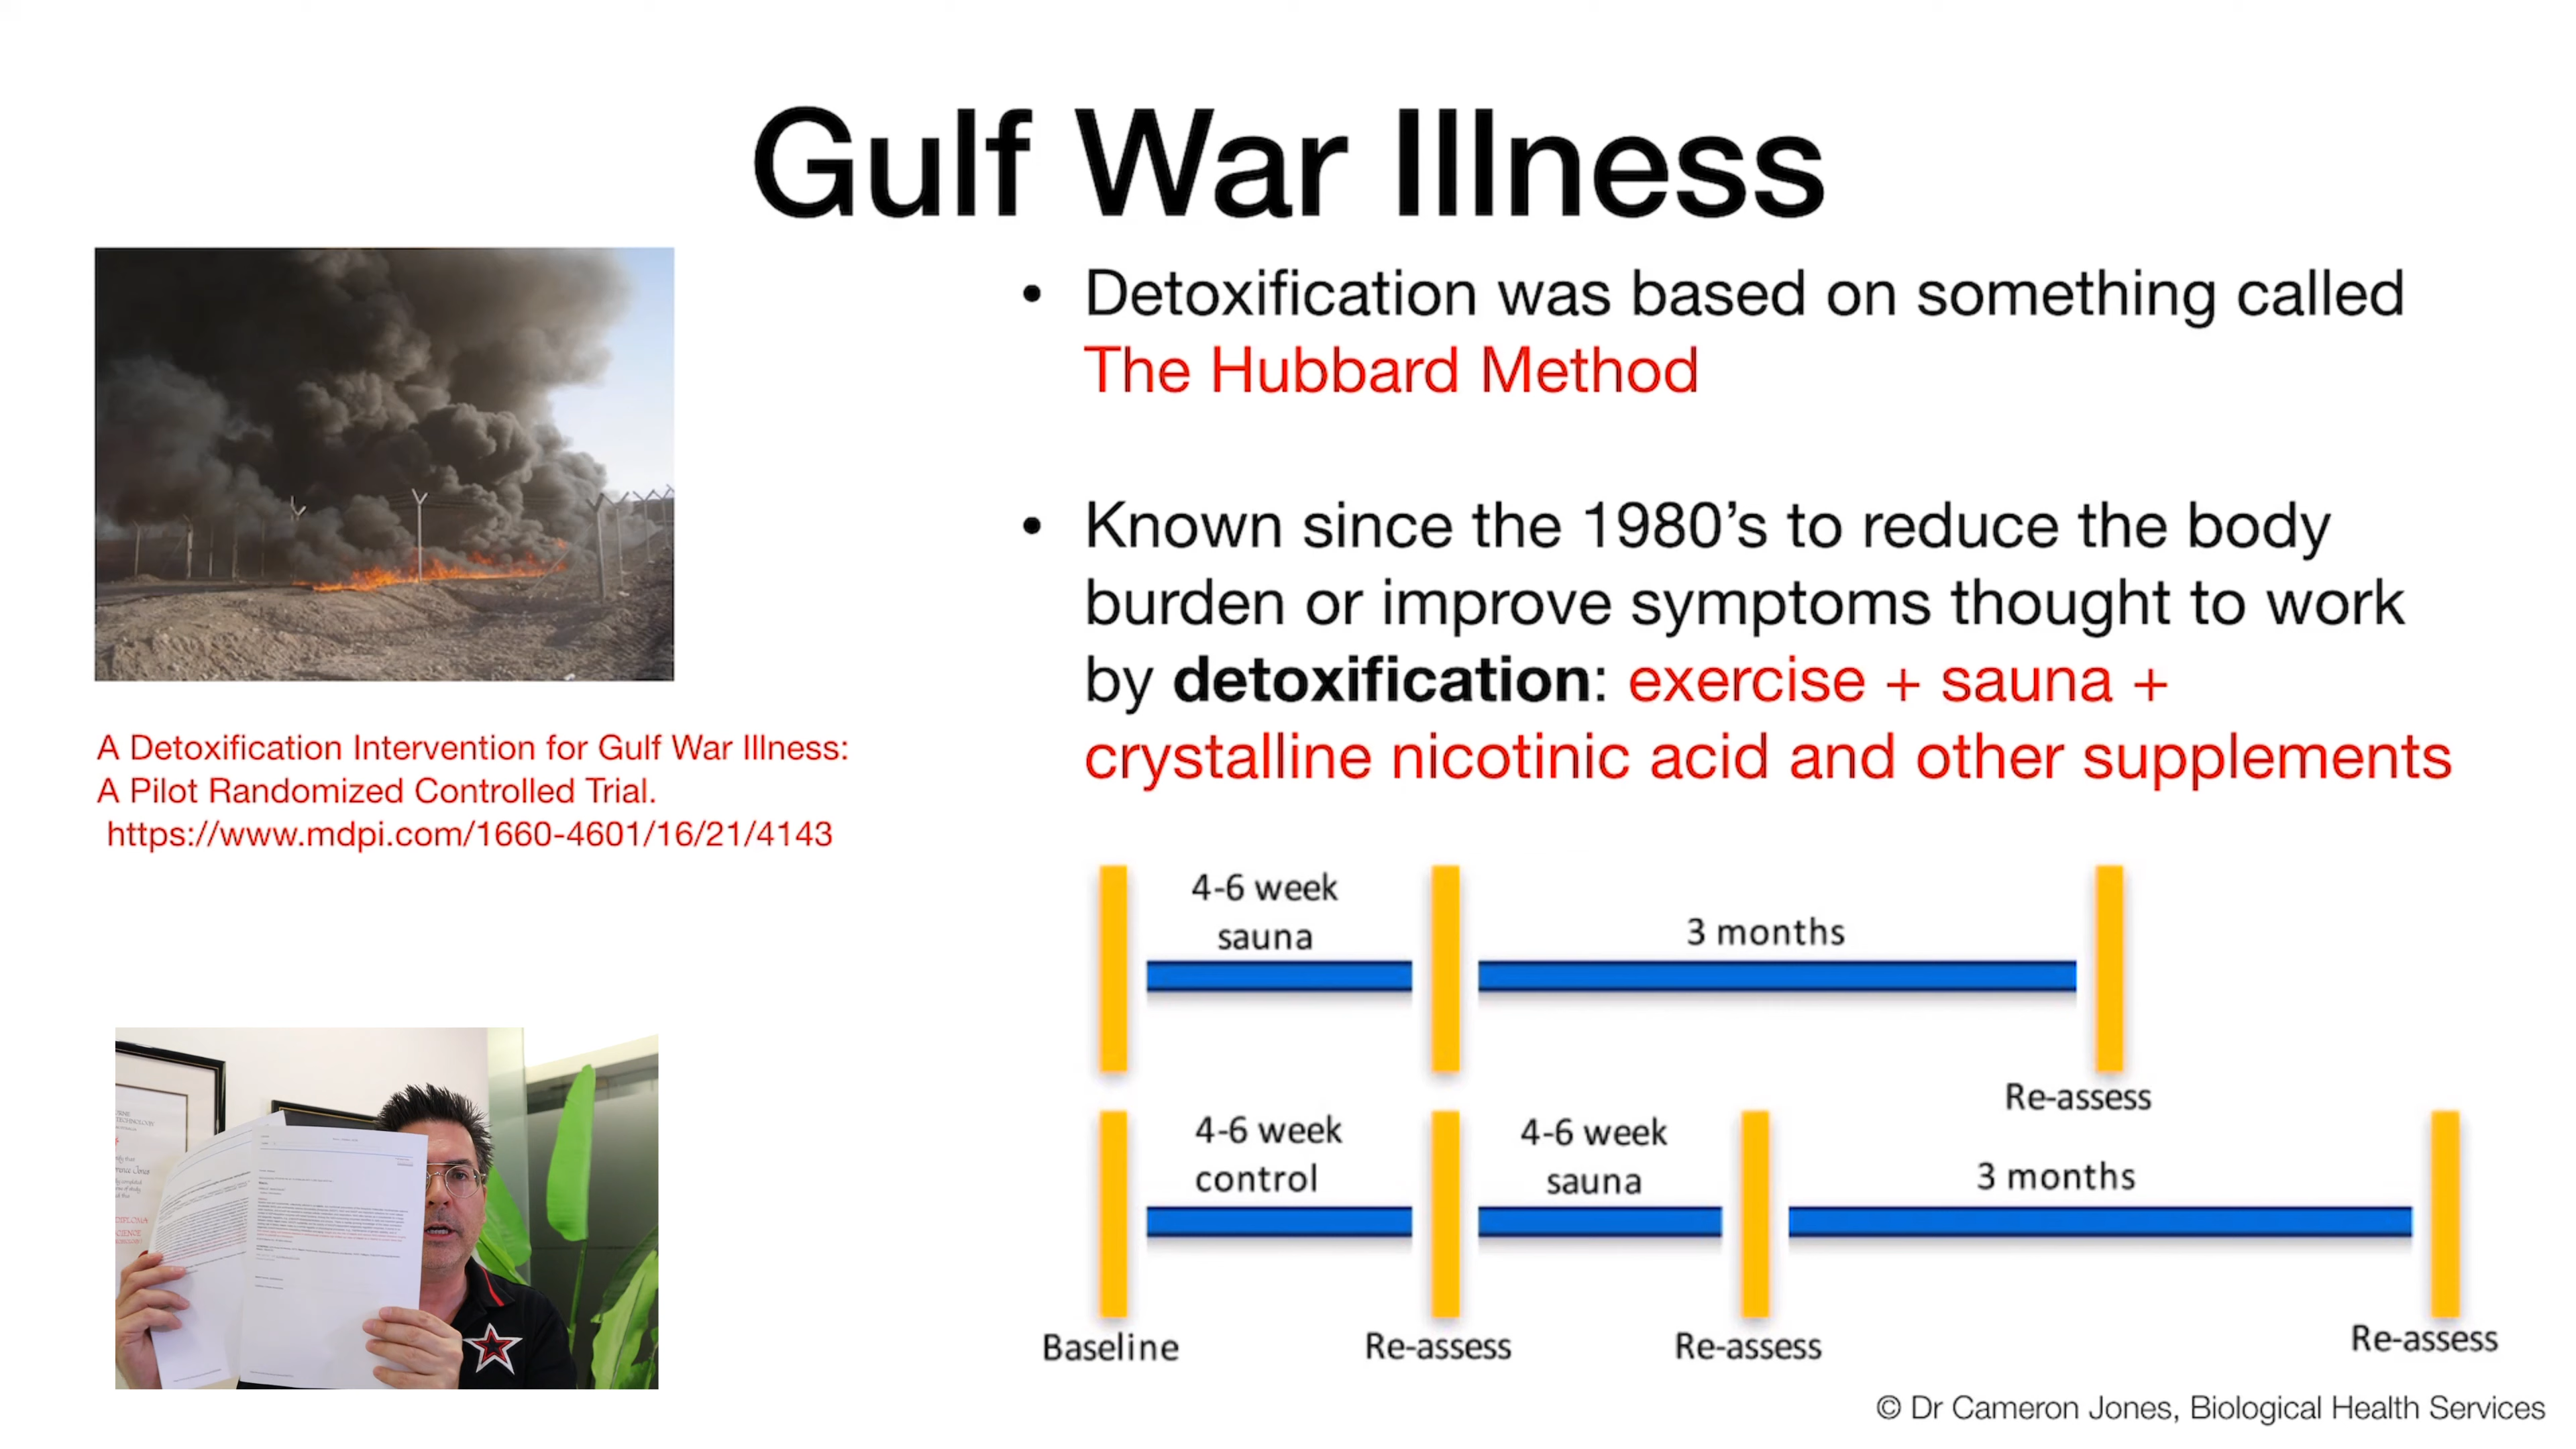 Gulf War Illness
• Detoxification was based on something called
The Hubbard Method
• Known since the 1980’s to reduce the body
burden or improve symptoms thought to work
by detoxification: exercise + sauna +
crystalline nicotinic acid and other supplements
A Detoxification Intervention for Gulf War Illness:
A Pilot Randomized Controlled Trial.
https://www.mdpi.com/1660-4601/16/21/4143
4-6 week
sauna
3 months
Re-assess
4-6 week
control
4-6 week
sauna
3 months
Baseline
Re-assess
Re-assess
Re-assess
© Dr Cameron Jones, Biological Health Services